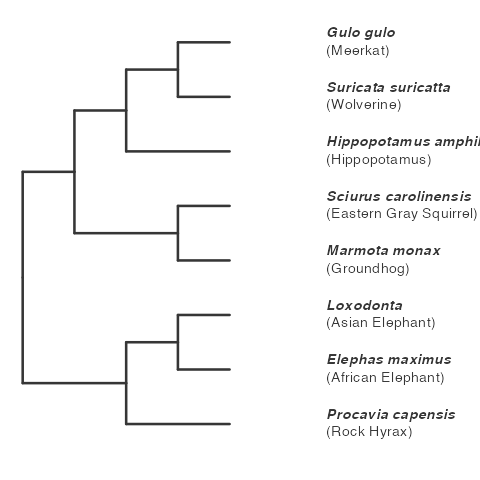 Gulo gulo
(Meerkat)
Suricata suricatta
(Wolverine)
Hippopotamus amphi
(Hippopotamus)
Sciurus carolinensis
(Eastern Gray Squirrel)
Marmota monax
(Groundhog)
Loxodonta
(Asian Elephant)
Elephas maximus
(African Elephant)
Procavia capensis
(Rock Hyrax)